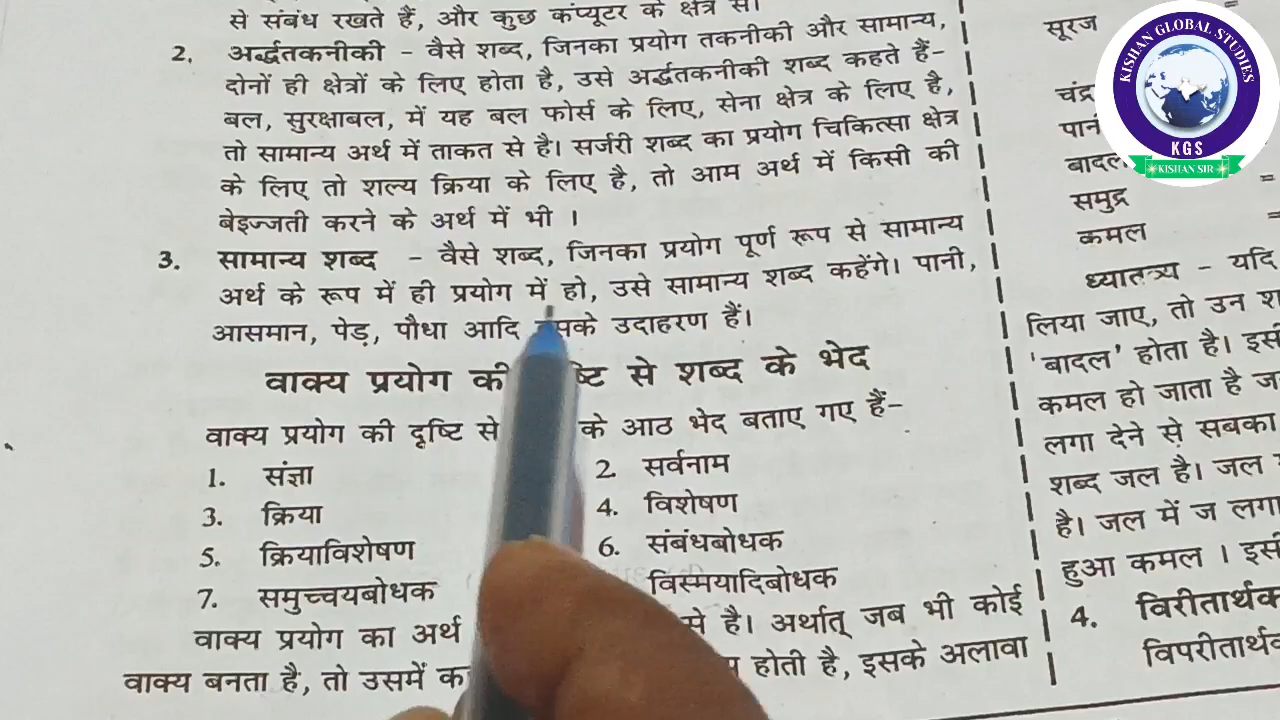 से संबंध रखते हैं, और कुछ कंप्यूटर के क्षेत्र से।
2. अर्द्धतकनीकी - वैसे शब्द, जिनका प्रयोग तकनीकी और सामान्य,
दोनों ही क्षेत्रों के लिए होता है, उसे अर्द्धतकनीकी शब्द कहते हैं-
बल, सुरक्षाबल, में यह बल फोर्स के लिए, सेना क्षेत्र के लिए है,
तो सामान्य अर्थ में ताकत से है। सर्जरी शब्द का प्रयोग चिकित्सा क्षेत्र
के लिए तो शल्य क्रिया के लिए है, तो आम अर्थ में किसी की
बेइज्जती करने के अर्थ में भी ।
3. सामान्य शब्द - वैसे शब्द, जिनका प्रयोग पूर्ण रूप से सामान्य
अर्थ के रूप में ही प्रयोग में हो, उसे सामान्य शब्द कहेंगे। पानी,
आसमान, पेड़, पौधा आदि उदाहरण हैं।
वाक्य प्रयोग की से शब्द के भेद
वाक्य प्रयोग की दृष्टि से के आठ भेद बताए गए हैं-
1. संज्ञा 2. सर्वनाम
3. क्रिया 4. विशेषण
5. क्रियाविशेषण 6. संबंधबोधक
7. समुच्चयबोधक विस्मयादिबोधक
वाक्य प्रयोग का अर्थ से है। अर्थात् जब भी कोई
वाक्य बनता है, तो उसमें होती है, इसके अलावा
सूरज =
चंद्र
पानी
बादल
समुद्र =
कमल =
- यदि
लिया जाए, तो उन
'बादल' होता है।
कमल हो जाता है
लगा देने से सबका
शब्द जल है। जल
है। जल में ज लगा
हुआ कमल ।
4. विरीतार्थक
विपरीतार्थक
KISHAN GLOBAL STUDIES
KGS
KISHAN SIR